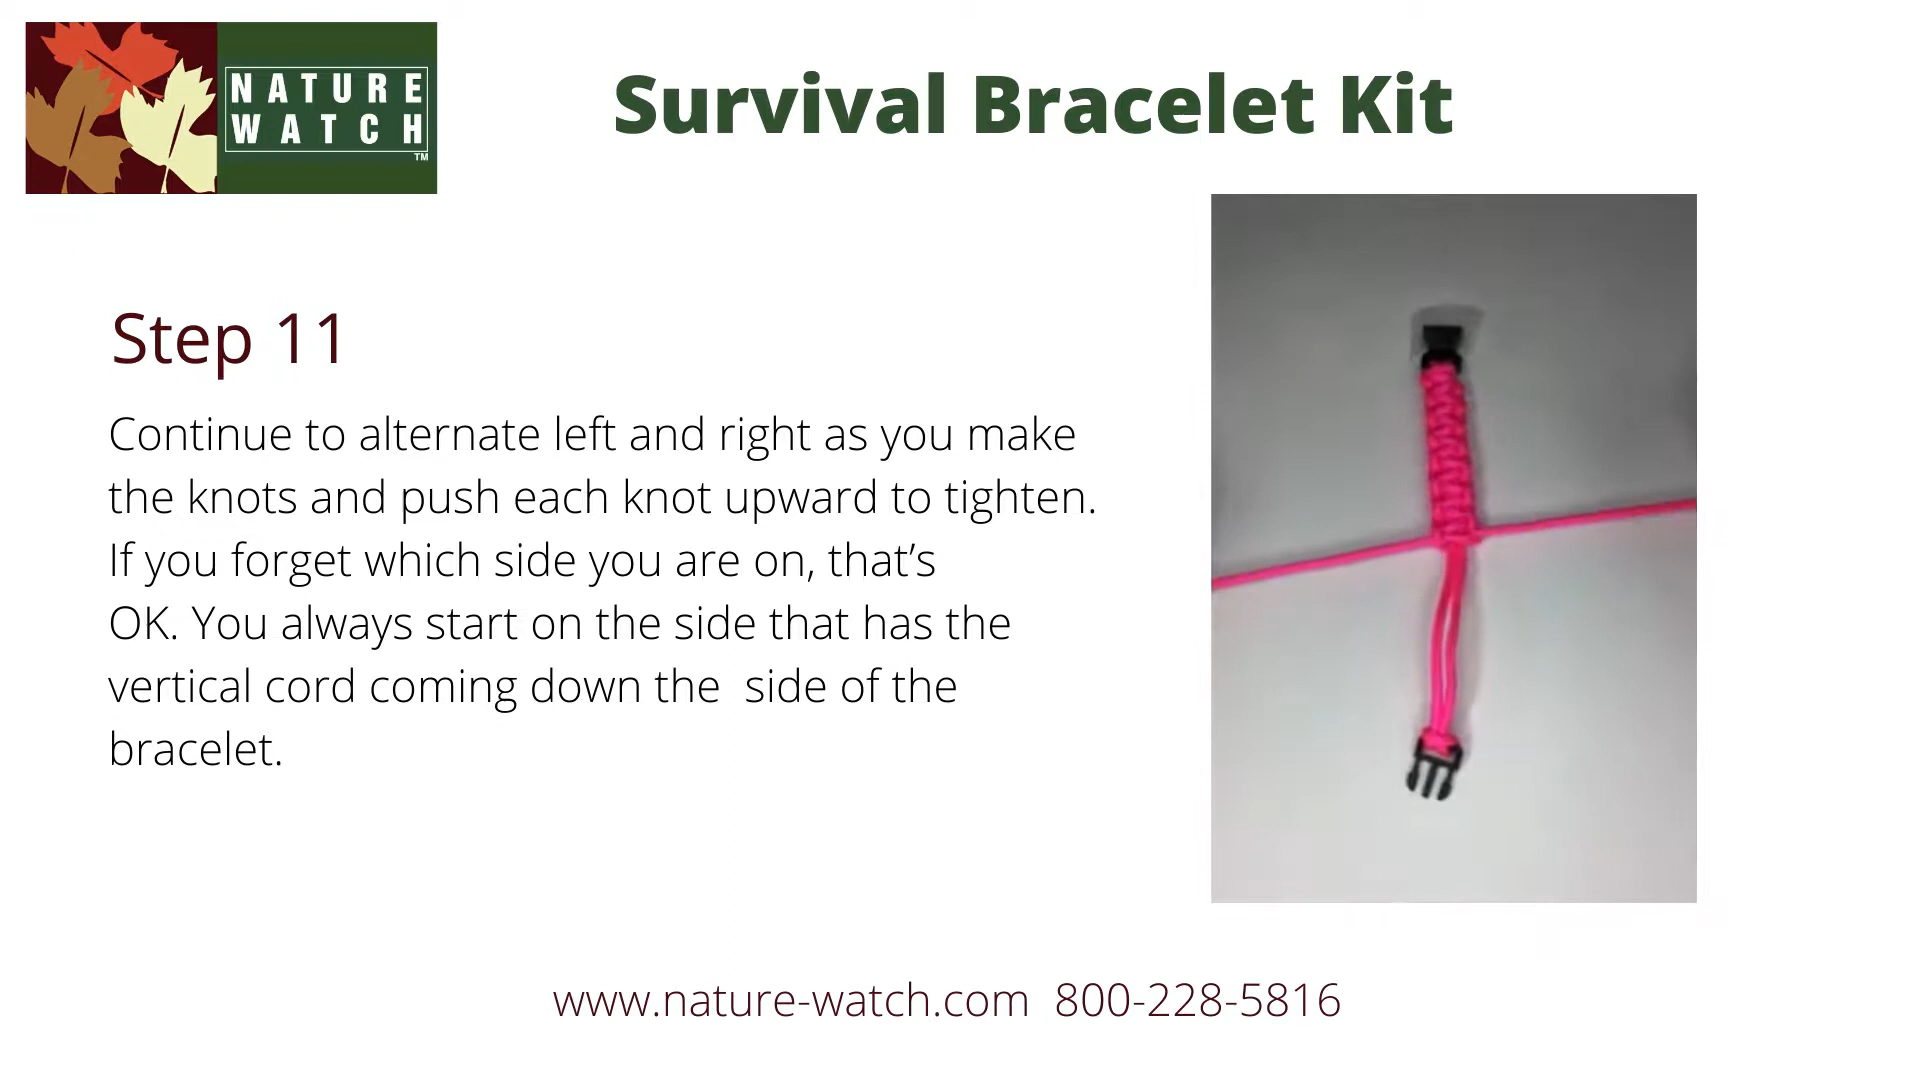 NATURE
WATCH
TM
Survival Bracelet Kit
Step 11
Continue to alternate left and right as you make
the knots and push each knot upward to tighten.
If you forget which side you are on, that’s
OK. You always start on the side that has the
vertical cord coming down the  side of the
bracelet.
www.nature-watch.com  800-228-5816